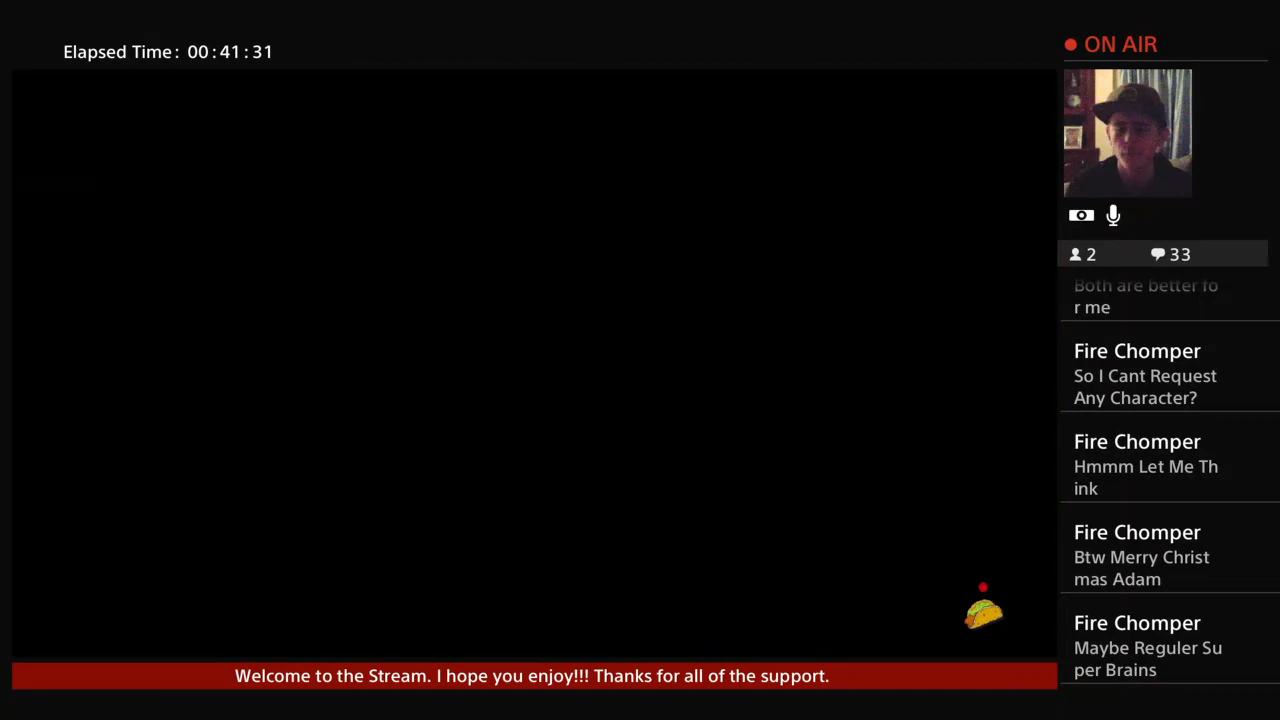 Elapsed Time: 00:41:31
ON AIR
2 33
Both are better fo
r me
Fire Chomper
So I Cant Request
Any Character?
Fire Chomper
Hmmm Let Me Th
ink
Fire Chomper
Btw Merry Christ
mas Adam
Fire Chomper
Maybe Reguler Su
per Brains
Welcome to the Stream. I hope you enjoy!!! Thanks for all of the support.